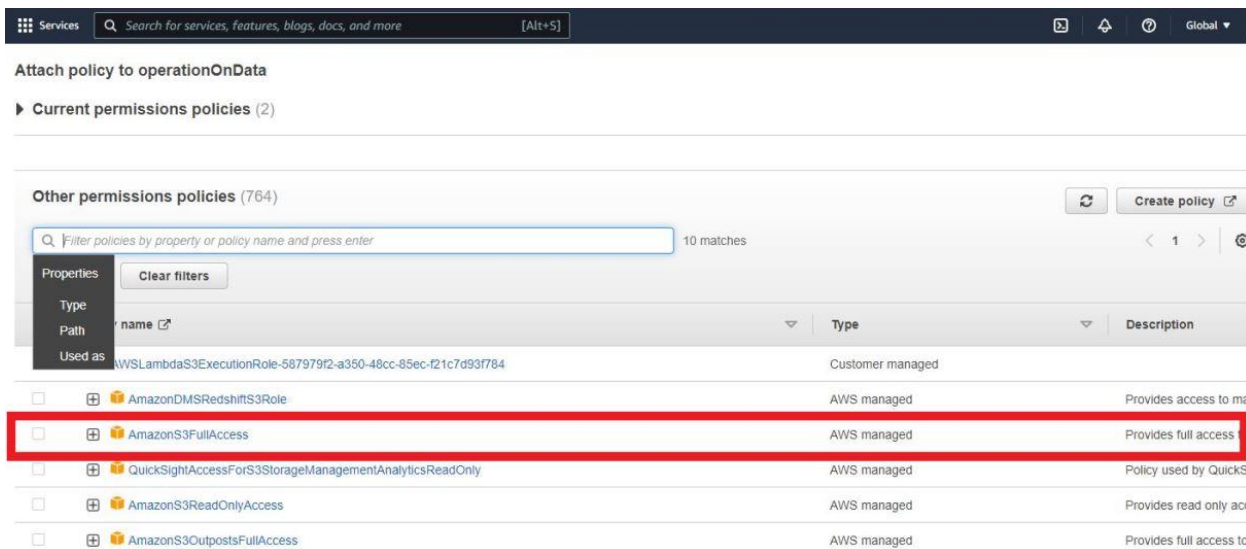 Services Search for services, features, blogs, docs, and more [Alt+S] Global
Attach policy to operationOnData
Current permissions policies (2)
Other permissions policies (764) Create policy
Filter policies by property or policy name and press enter 10 matches 1
Properties Clear filters
Type
Path
Used as
name Type Description
AWSLambdaS3ExecutionRole-587979f2-a350-48cc-85ec-f21c7d93f784 Customer managed
AmazonDMSRedshiftS3Role AWS managed Provides access to ma
AmazonS3FullAccess AWS managed Provides full access
QuickSightAccessForS3StorageManagementAnalyticsReadOnly AWS managed Policy used by QuickS
AmazonS3ReadOnlyAccess AWS managed Provides read only acc
AmazonS3OutpostsFullAccess AWS managed Provides full access to